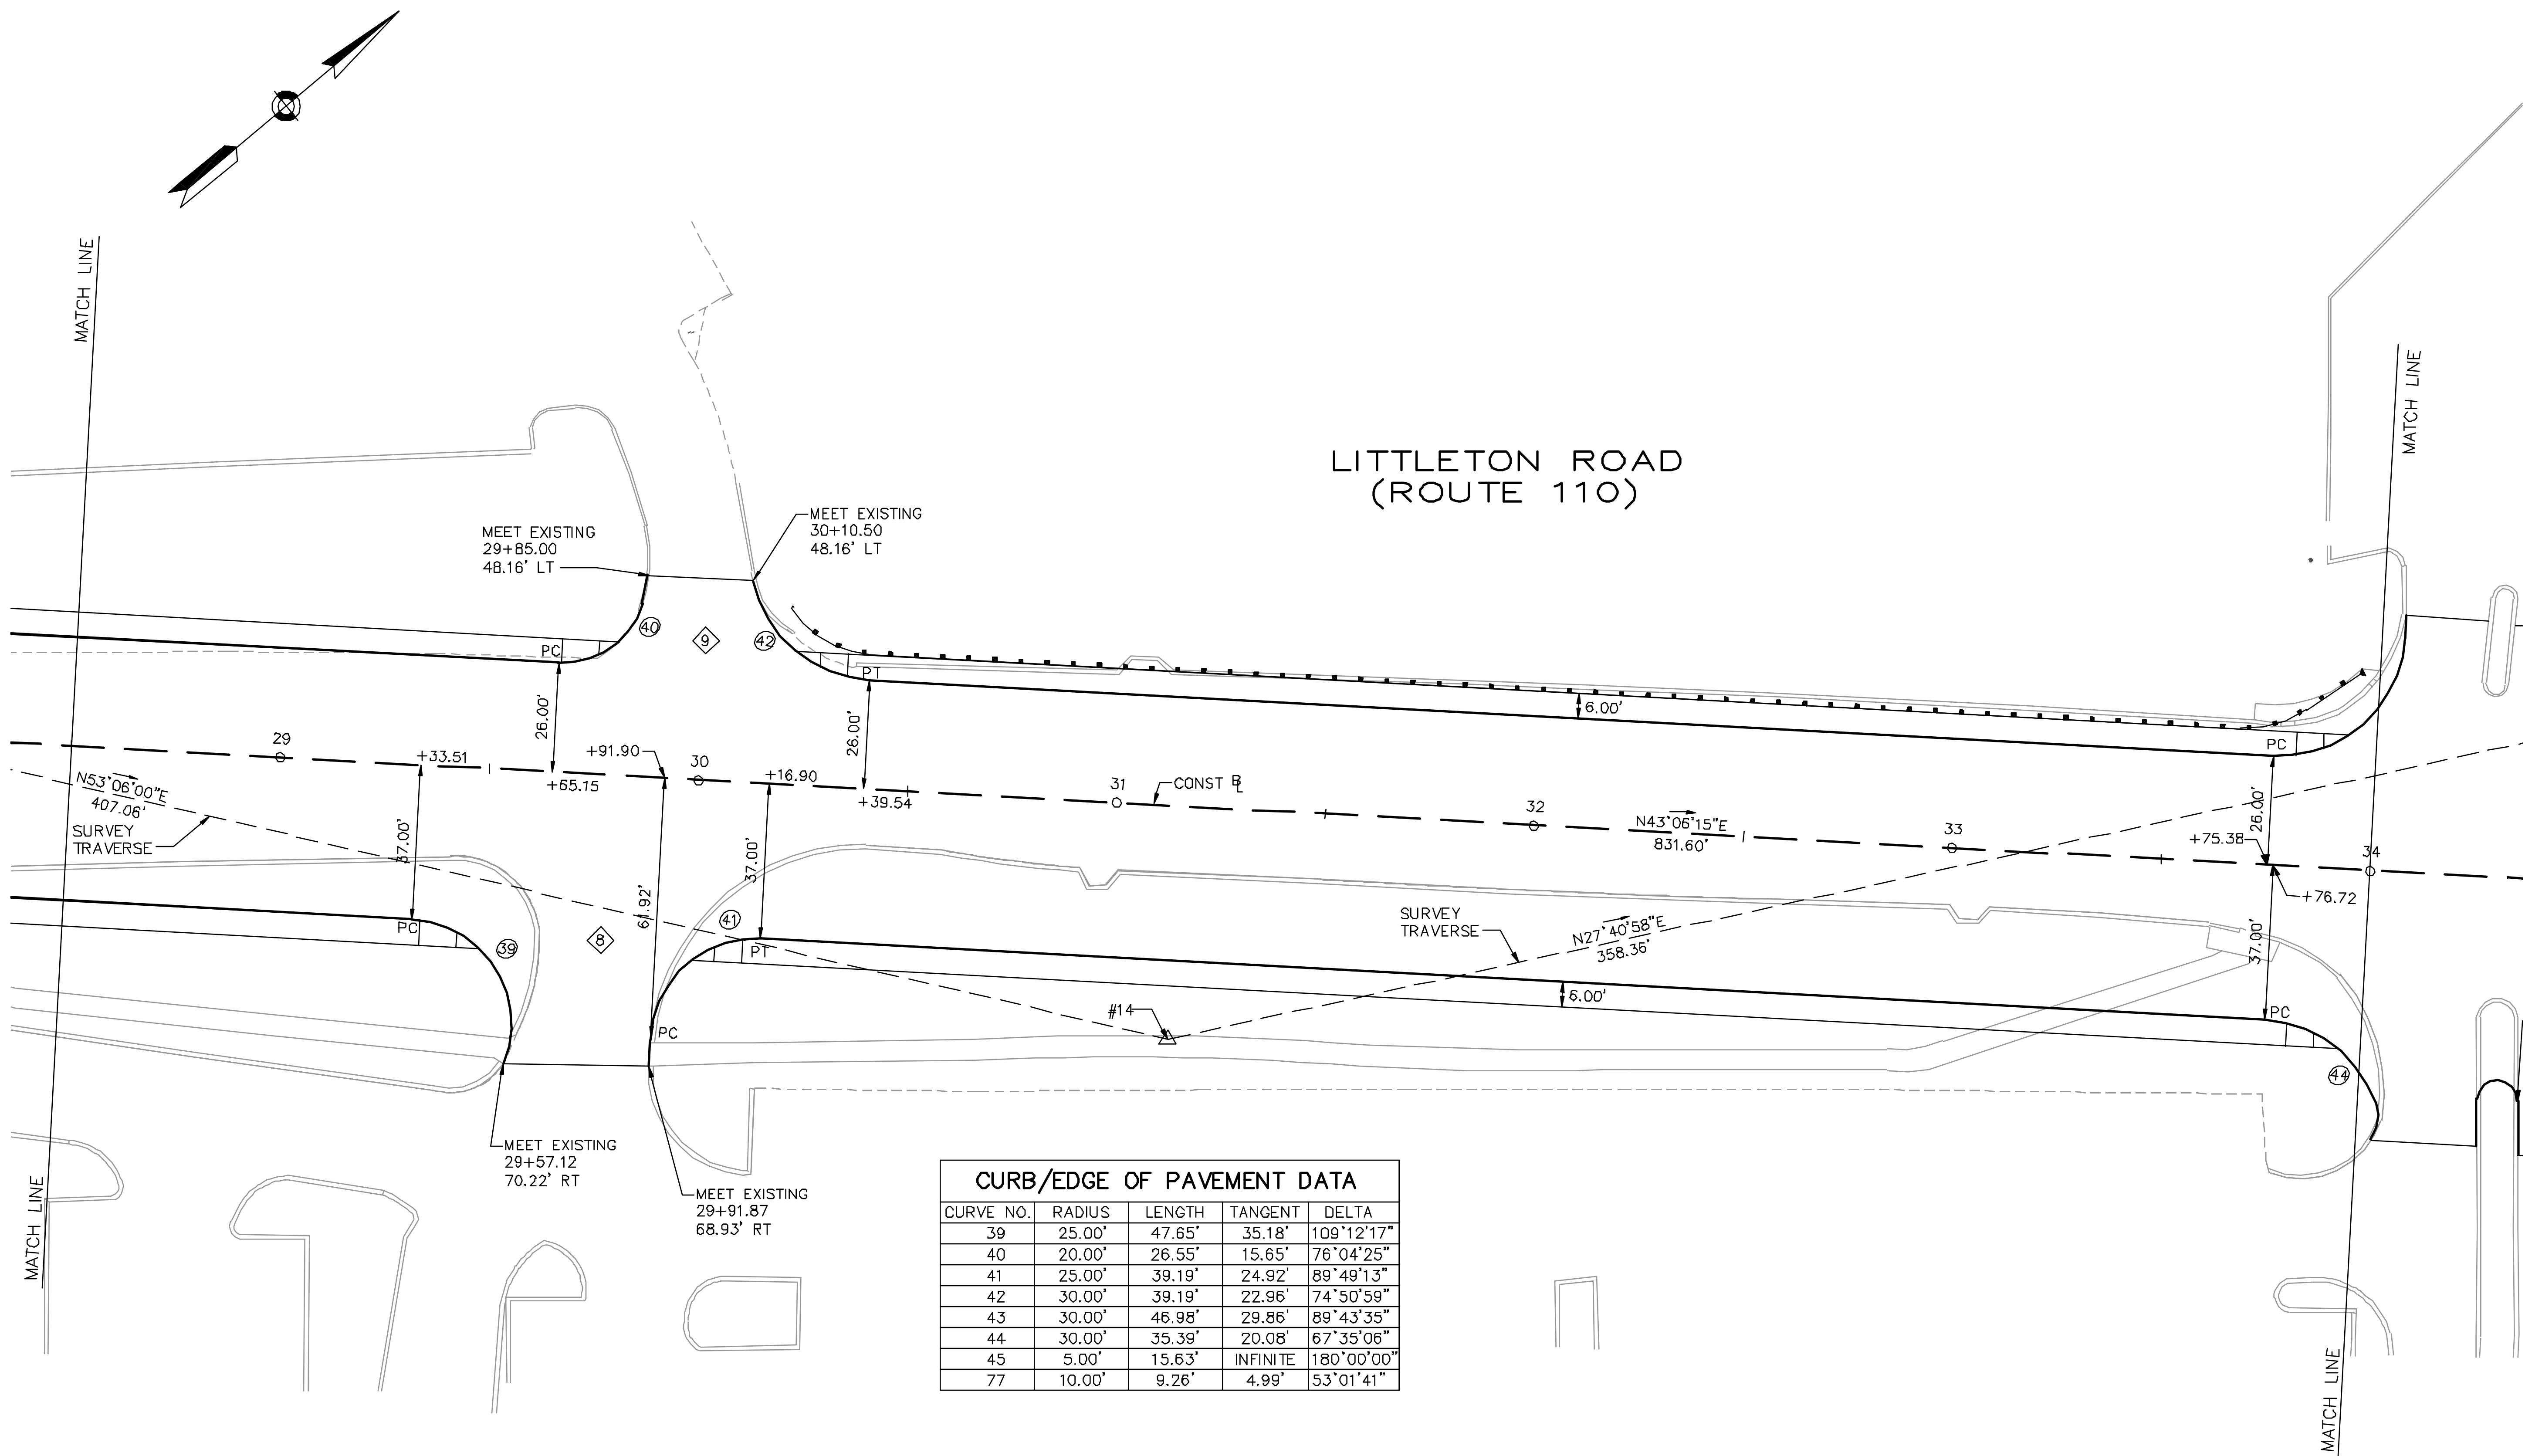 MATCH LINE
MATCH LINE
LITTLETON ROAD
(ROUTE 110)
MEET EXISTING
29+85.00
48.16' LT
MEET EXISTING
30+10.50
48.16' LT
40
9
42
PC
PT
PC
26.00'
26.00'
6.00'
26.00'
29
+33.51
+65.15
+91.90
30
+16.90
+39.54
31
CONST BL
32
N43°06'15"E
831.60'
33
+75.38
34
+76.72
N53°06'00"E
407.06'
SURVEY
TRAVERSE
37.00'
61.92'
37.00'
SURVEY
TRAVERSE
N27°40'58"E
358.36'
37.00'
PC
39
8
41
PT
PC
#14
6.00'
PC
44
MEET EXISTING
29+57.12
70.22' RT
MEET EXISTING
29+91.87
68.93' RT
MATCH LINE
MATCH LINE
CURB/EDGE OF PAVEMENT DATA
CURVE NO. RADIUS LENGTH TANGENT DELTA
39 25.00' 47.65' 35.18' 109°12'17"
40 20.00' 26.55' 15.65' 76°04'25"
41 25.00' 39.19' 24.92' 89°49'13"
42 30.00' 39.19' 22.96' 74°50'59"
43 30.00' 46.98' 29.86' 89°43'35"
44 30.00' 35.39' 20.08' 67°35'06"
45 5.00' 15.63' INFINITE 180°00'00"
77 10.00' 9.26' 4.99' 53°01'41"